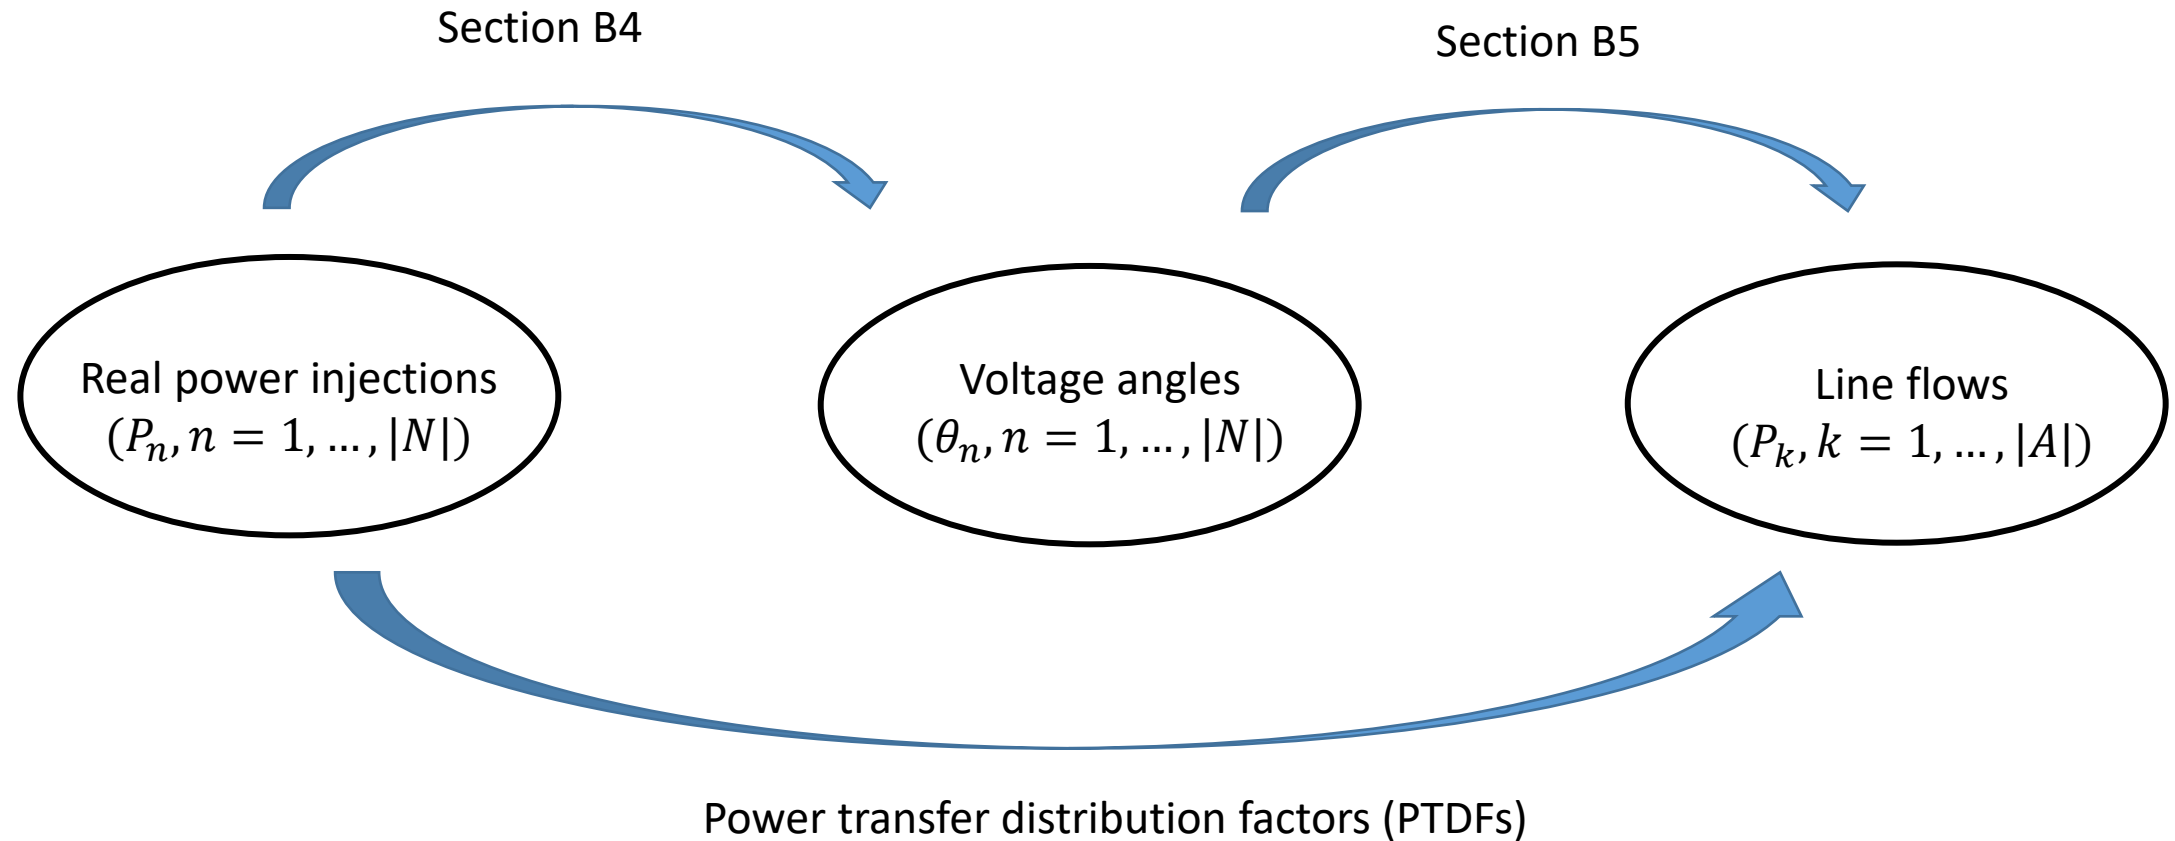 Section B4
Section B5
Real power injections
(P_n, n = 1, … , |N|)
Voltage angles
(θ_n, n = 1, … , |N|)
Line flows
(P_k, k = 1, … , |A|)
Power transfer distribution factors (PTDFs)